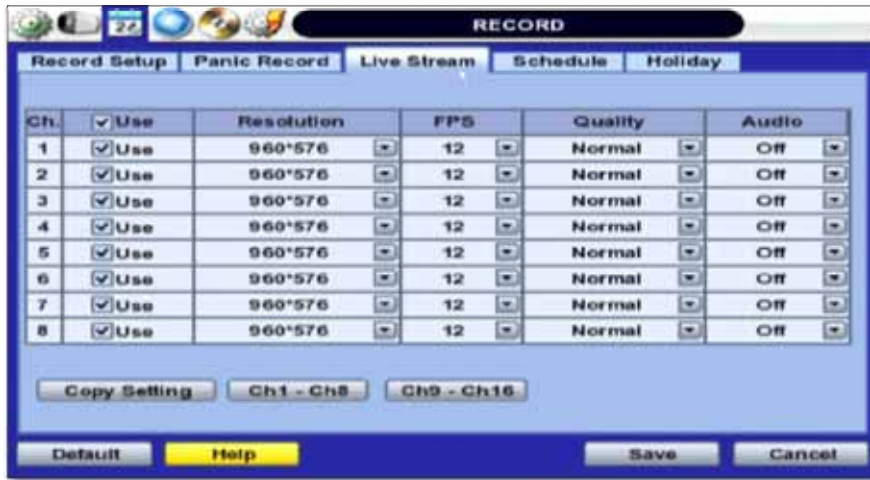 RECORD
Record Setup Panic Record Live Stream Schedule Holiday
Ch. Use Resolution FPS Quality Audio
1 Use 960*576 12 Normal Off
2 Use 960*576 12 Normal Off
3 Use 960*576 12 Normal Off
4 Use 960*576 12 Normal Off
5 Use 960*576 12 Normal Off
6 Use 960*576 12 Normal Off
7 Use 960*576 12 Normal Off
8 Use 960*576 12 Normal Off
Copy Setting Ch1 - Ch8 Ch9 - Ch16
Default Help Save Cancel